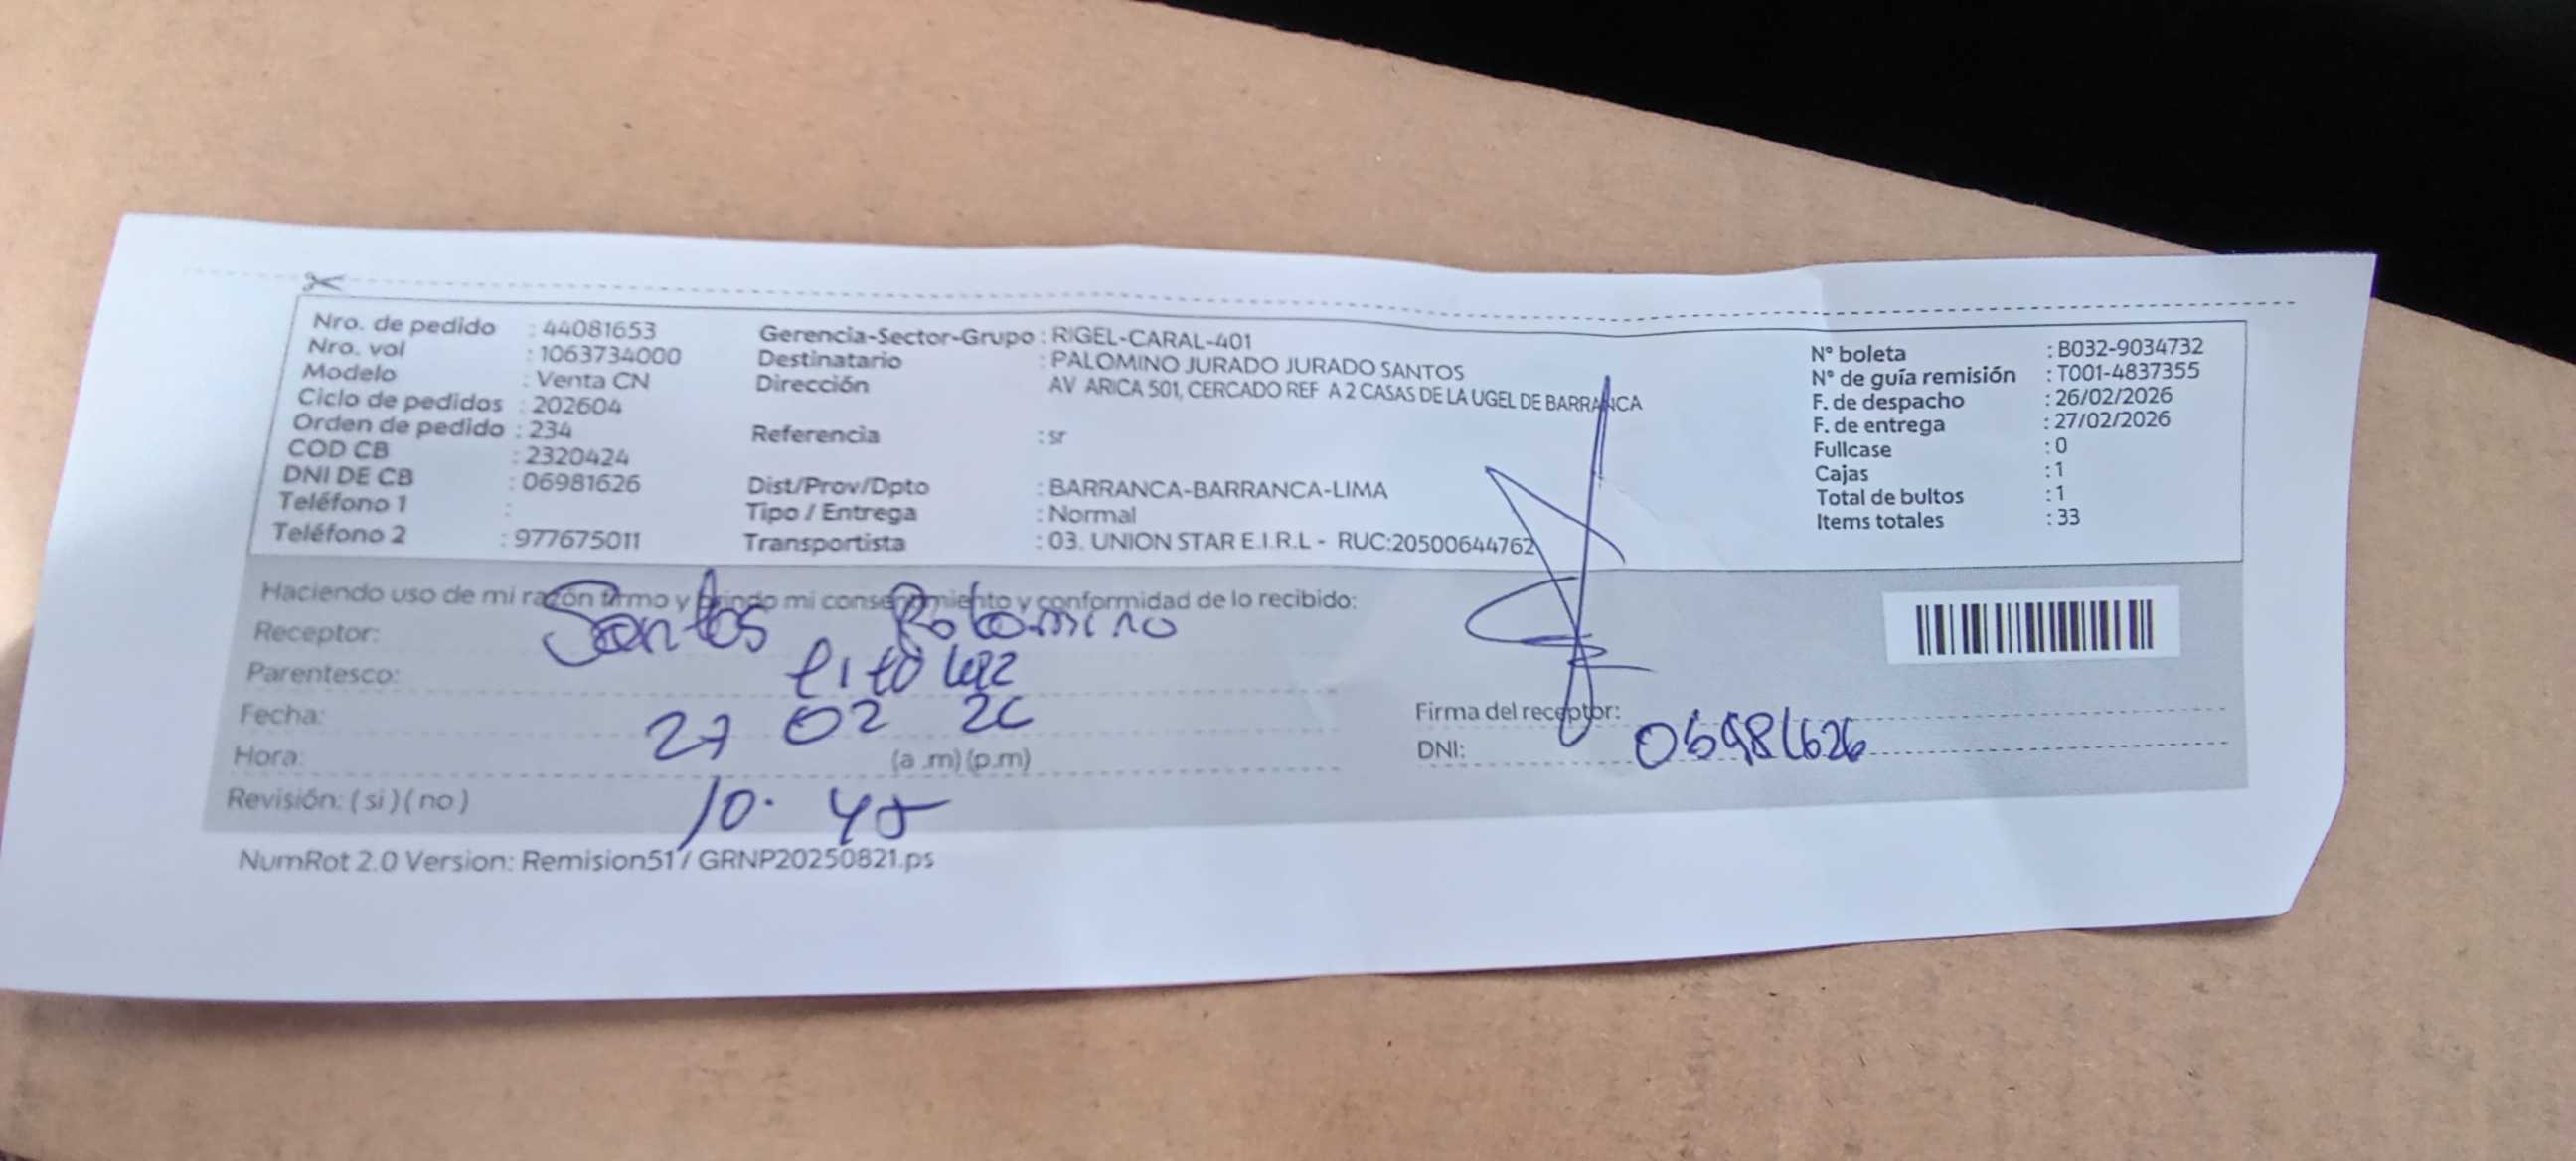 Nro. de pedido : 44081653
Nro. vol : 1063734000
Modelo : Venta CN
Ciclo de pedidos : 202604
Orden de pedido : 234
COD CB : 2320424
DNI DE CB : 06981626
Teléfono 1 :
Teléfono 2 : 977675011
Gerencia-Sector-Grupo : RIGEL-CARAL-401
Destinatario : PALOMINO JURADO JURADO SANTOS
Dirección AV ARICA 501, CERCADO REF A 2 CASAS DE LA UGEL DE BARRANCA
Referencia : sr
Dist/Prov/Dpto : BARRANCA-BARRANCA-LIMA
Tipo / Entrega : Normal
Transportista : 03. UNION STAR E.I.R.L - RUC:20500644762
N° boleta : B032-9034732
N° de guía remisión : T001-4837355
F. de despacho : 26/02/2026
F. de entrega : 27/02/2026
Fullcase : 0
Cajas : 1
Total de bultos : 1
Items totales : 33
Haciendo uso de mi razón firmo y brindo mi consentimiento y conformidad de lo recibido:
Receptor: Santos Palomino
Parentesco:
Fecha: 27 02 26
Hora: (a .m) (p.m)
10. 45
Revisión: ( si ) ( no )
Firma del receptor:
DNI: 06981626
NumRot 2.0 Version: Remision51 / GRNP20250821.ps